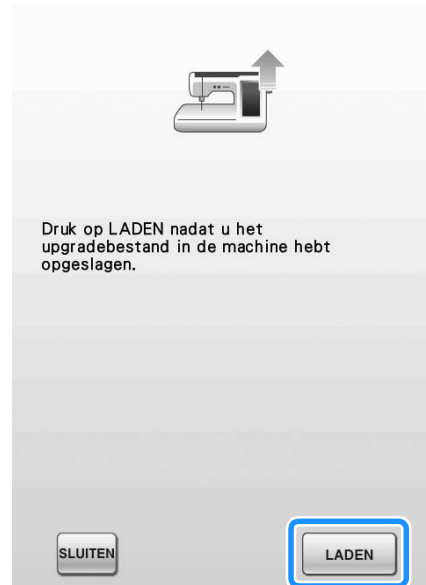 Druk op LADEN nadat u het
upgradebestand in de machine hebt
opgeslagen.
SLUITEN
LADEN